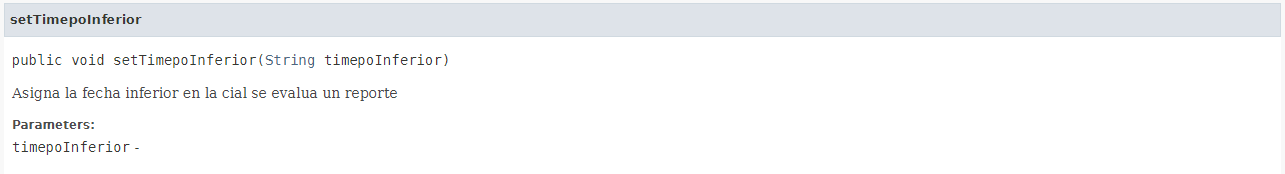 setTimepoInferior
public void setTimepoInferior(String timepoInferior)
Asigna la fecha inferior en la cial se evalua un reporte
Parameters:
timepoInferior -